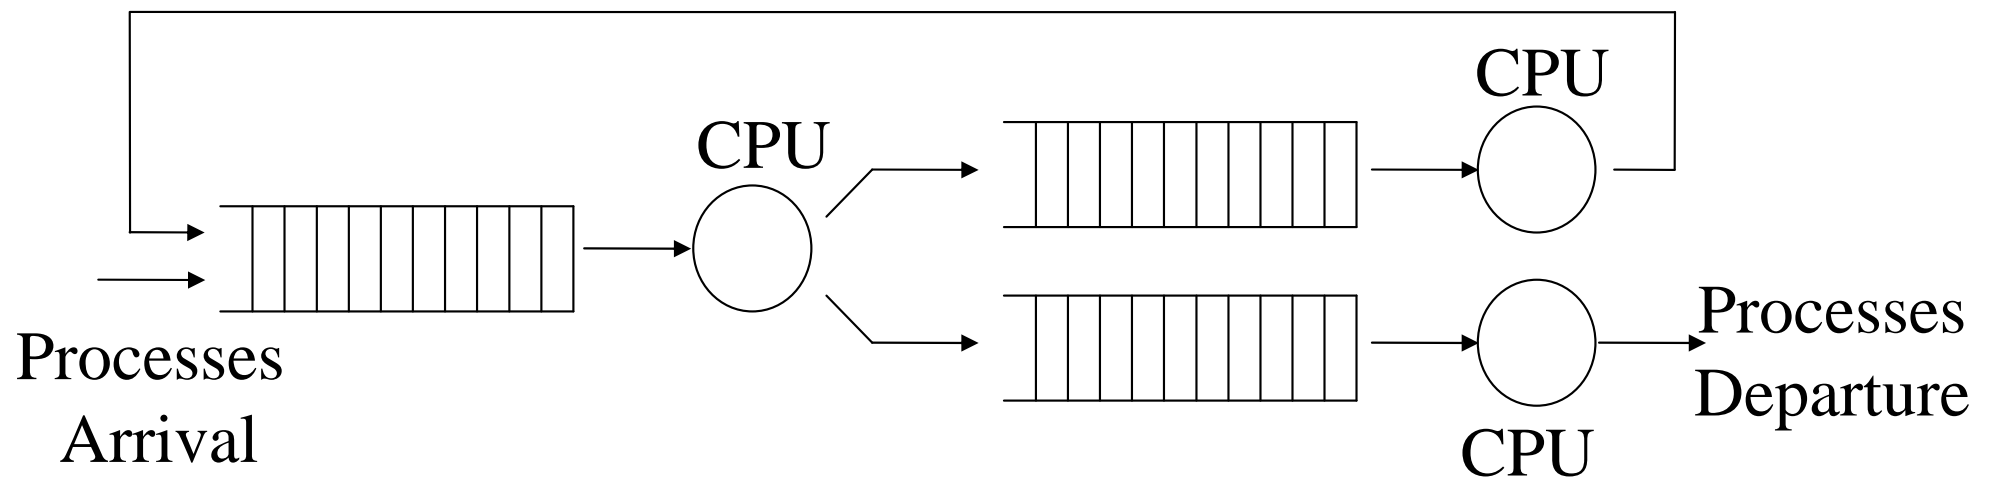 CPU
CPU
Processes
Arrival
Processes
Departure
CPU